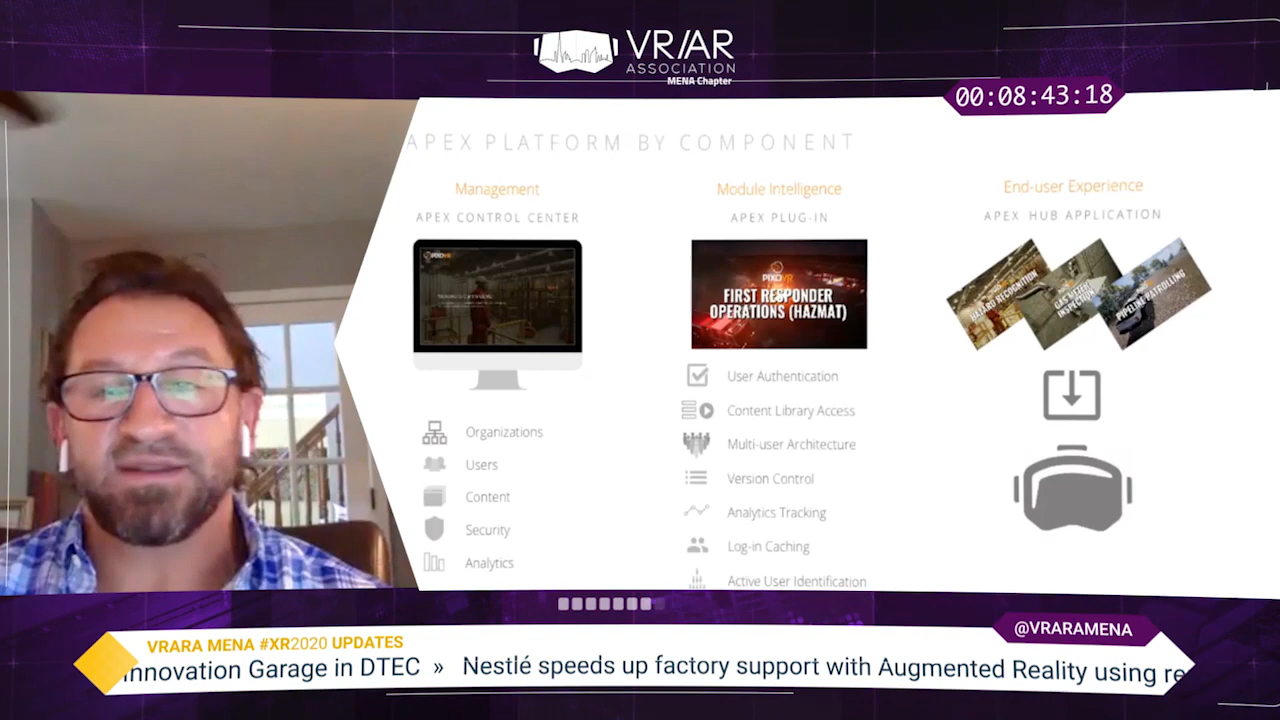 VR/AR
ASSOCIATION
MENA Chapter
00:08:43:18
APEX PLATFORM BY COMPONENT
Management
APEX CONTROL CENTER
Organizations
Users
Content
Security
Analytics
Module Intelligence
APEX PLUG-IN
PIXOVR
FIRST RESPONDER
OPERATIONS (HAZMAT)
User Authentication
Content Library Access
Multi-user Architecture
Version Control
Analytics Tracking
Log-in Caching
Active User Identification
End-user Experience
APEX HUB APPLICATION
HAZARD RECOGNITION
GAS METER
INSPECTION
PIPELINE PATROLLING
@VRARAMENA
VRARA MENA #XR2020 UPDATES
Innovation Garage in DTEC » Nestlé speeds up factory support with Augmented Reality using re